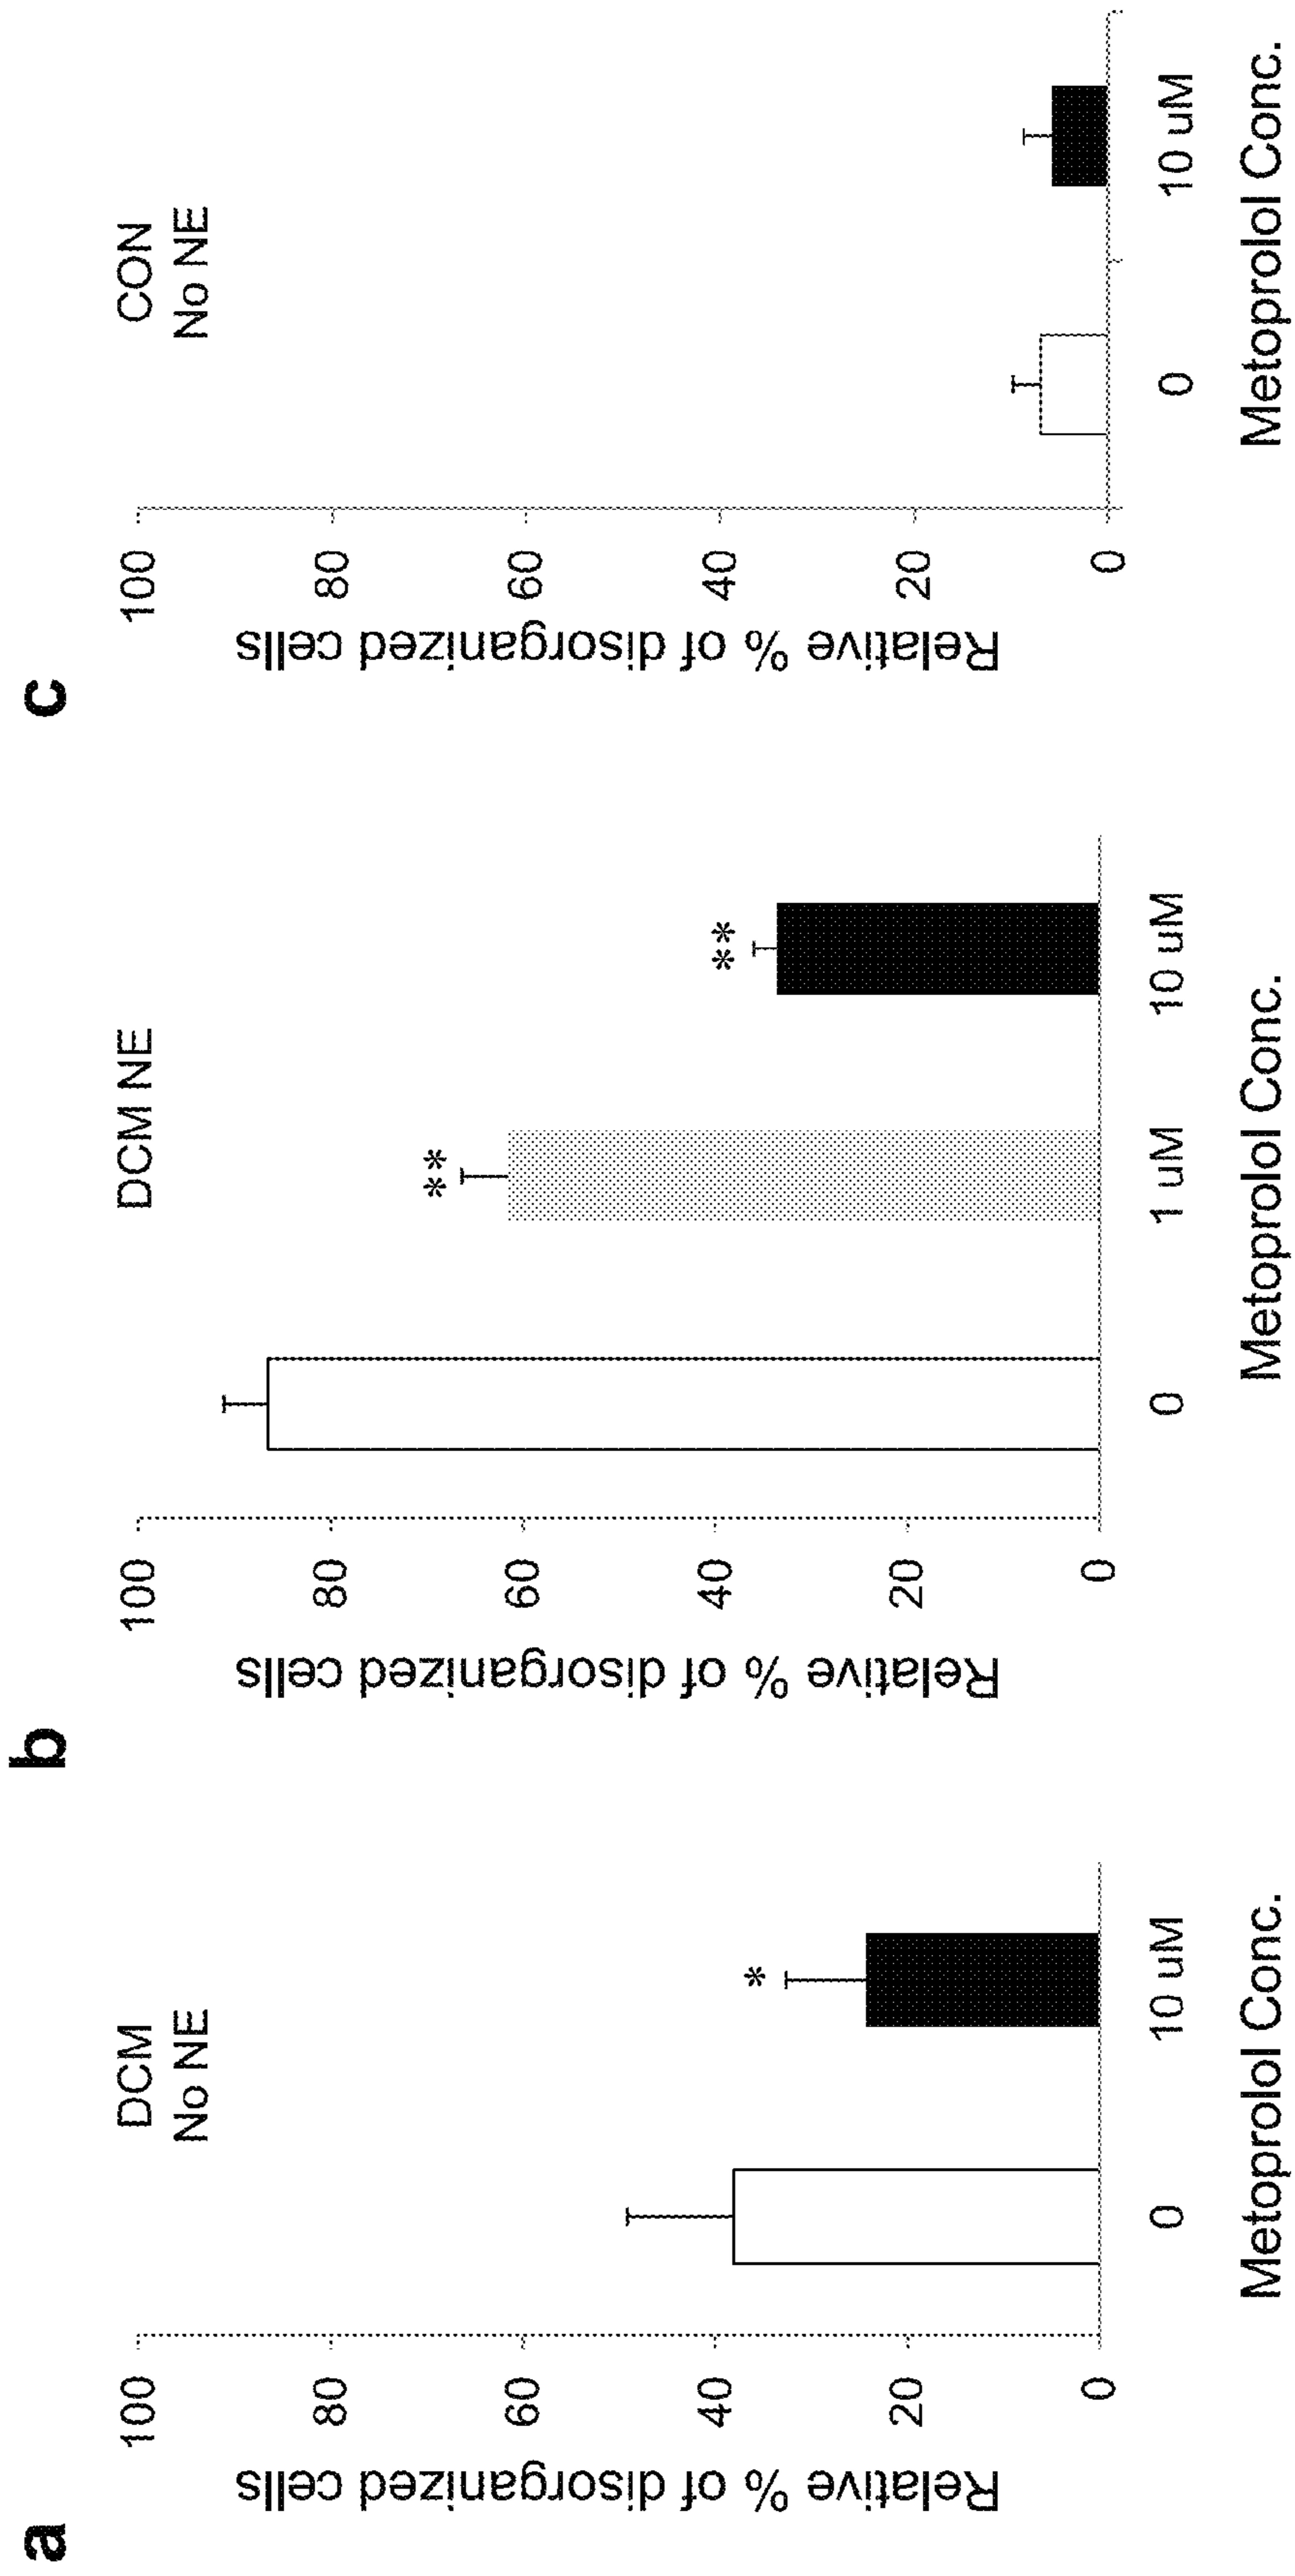 a
DCM
No NE
Relative % of disorganized cells
100
80
60
40
20
0
*
0
10 uM
Metoprolol Conc.
b
DCM NE
Relative % of disorganized cells
100
80
60
40
20
0
**
**
0
1 uM
10 uM
Metoprolol Conc.
c
CON
No NE
Relative % of disorganized cells
100
80
60
40
20
0
0
10 uM
Metoprolol Conc.